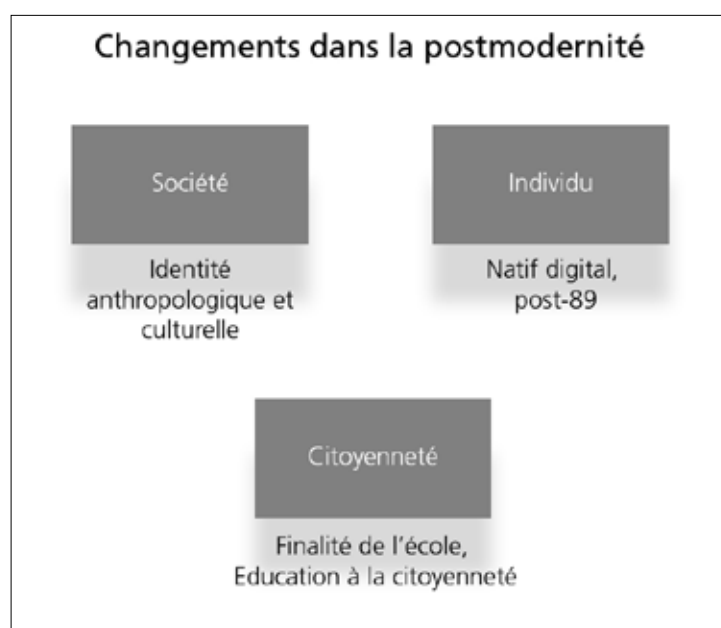 Changements dans la postmodernité
Société
Individu
Identité
anthropologique et
culturelle
Natif digital,
post-89
Citoyenneté
Finalité de l'école,
Education à la citoyenneté